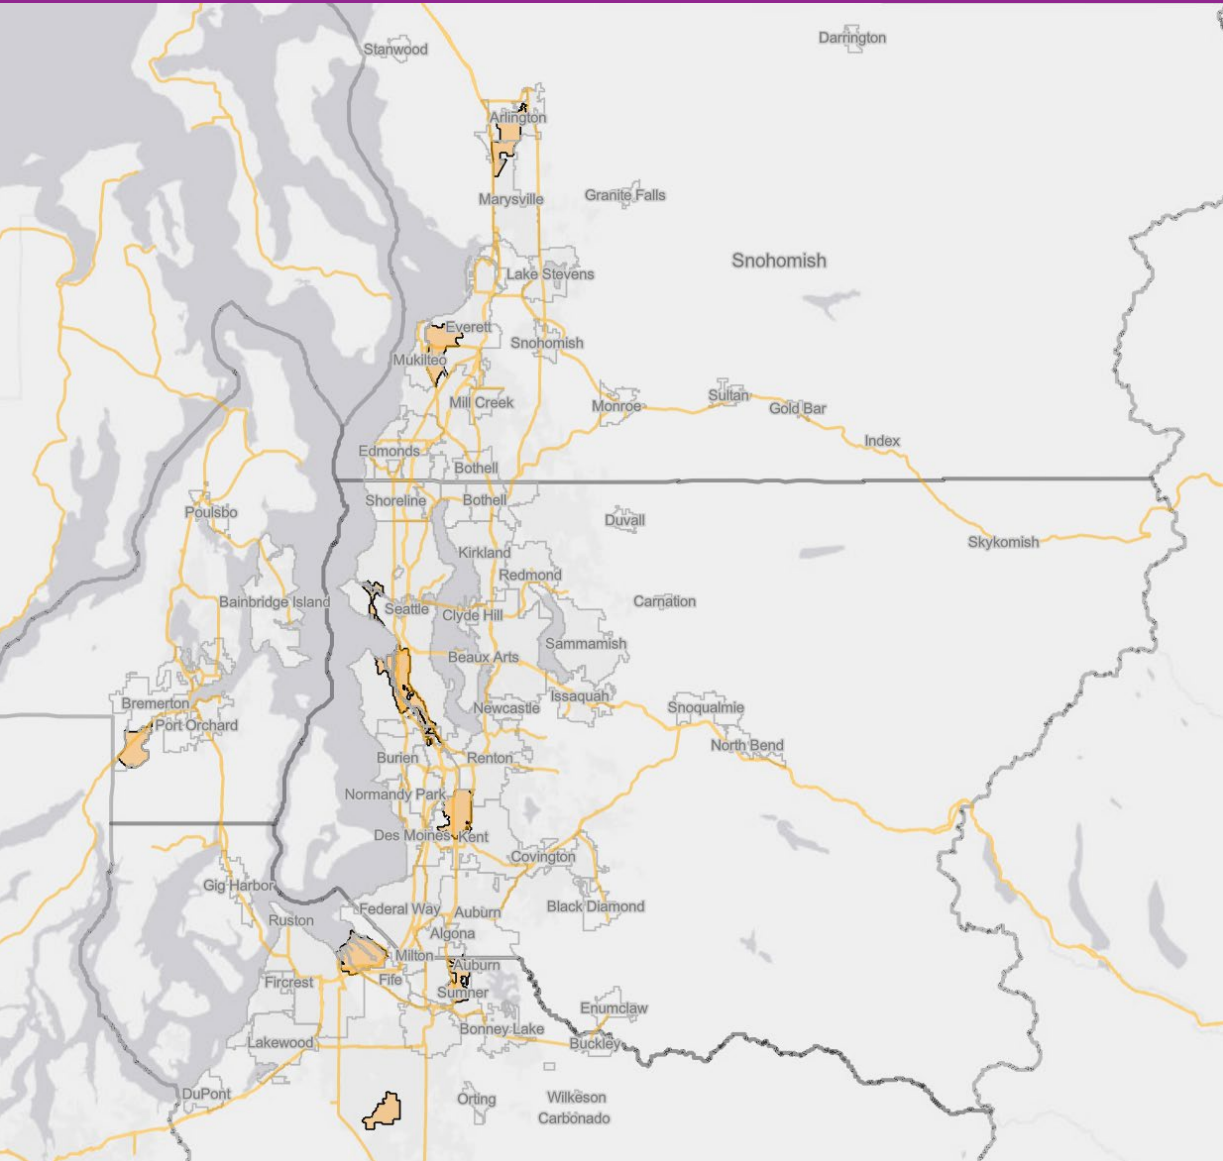 Darrington
Stanwood
Arlington
Granite Falls
Marysville
Snohomish
Lake Stevens
Everett
Snohomish
Mukilteo
Sultan
Mill Creek
Monroe
Gold Bar
Index
Edmonds
Bothell
Shoreline
Bothell
Poulsbo
Duvall
Skykomish
Kirkland
Redmond
Bainbridge Island
Carnation
Seattle
Clyde Hill
Sammamish
Beaux Arts
Issaquah
Bremerton
Newcastle
Snoqualmie
Port Orchard
North Bend
Burien
Renton
Normandy Park
Des Moines
Kent
Covington
Gig Harbor
Black Diamond
Federal Way
Auburn
Ruston
Algona
Milton
Auburn
Fircrest
Fife
Sumner
Enumclaw
Bonney Lake
Lakewood
Buckley
DuPont
Orting
Wilkeson
Carbonado